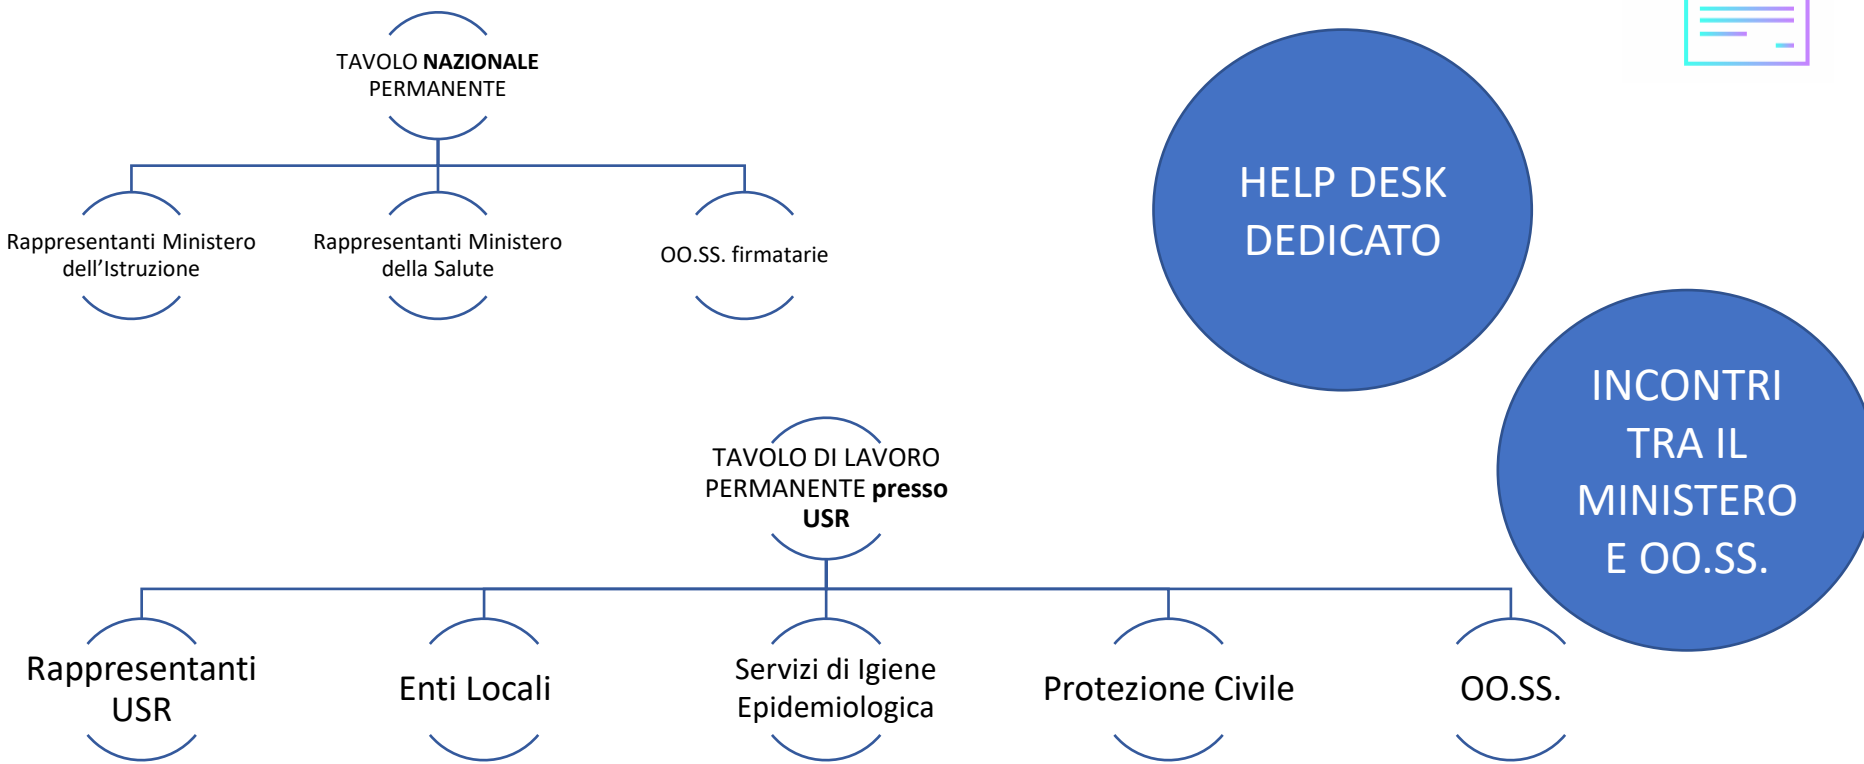 TAVOLO NAZIONALE
PERMANENTE
Rappresentanti Ministero
dell’Istruzione
Rappresentanti Ministero
della Salute
OO.SS. firmatarie
HELP DESK
DEDICATO
INCONTRI
TRA IL
MINISTERO
E OO.SS.
TAVOLO DI LAVORO
PERMANENTE presso
USR
Rappresentanti
USR
Enti Locali
Servizi di Igiene
Epidemiologica
Protezione Civile
OO.SS.